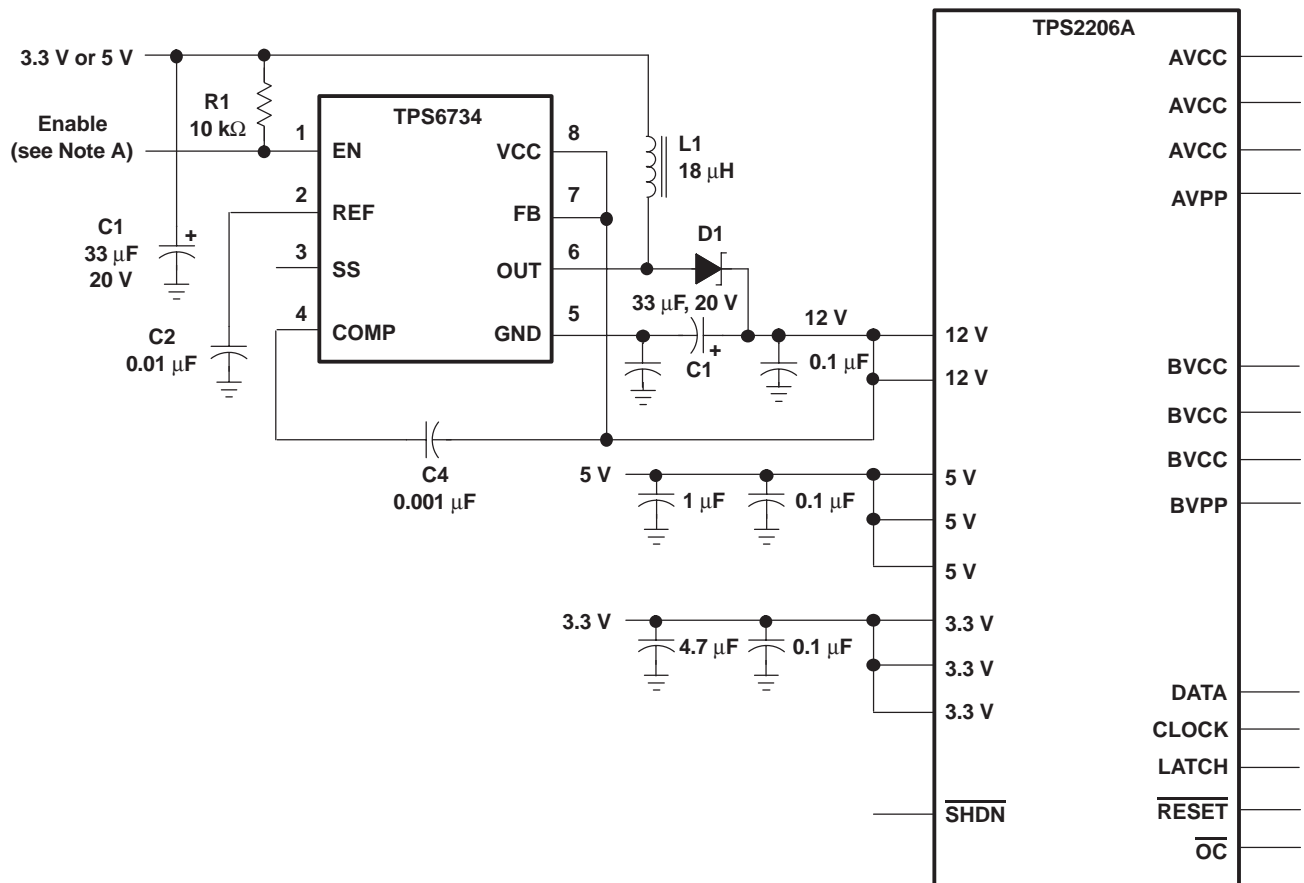 TPS2206A
3.3 V or 5 V
AVCC
AVCC
AVCC
AVPP
R1
10 kΩ
TPS6734
Enable
(see Note A)
1
EN
8
VCC
L1
18 μH
2
REF
7
FB
C1
33 μF
20 V
+
3
SS
6
OUT
D1
33 μF, 20 V
4
COMP
5
GND
C1
+
12 V
0.1 μF
12 V
12 V
C2
0.01 μF
BVCC
BVCC
BVCC
BVPP
C4
0.001 μF
5 V
1 μF
0.1 μF
5 V
5 V
5 V
3.3 V
4.7 μF
0.1 μF
3.3 V
3.3 V
3.3 V
DATA
CLOCK
LATCH
SHDN
RESET
OC